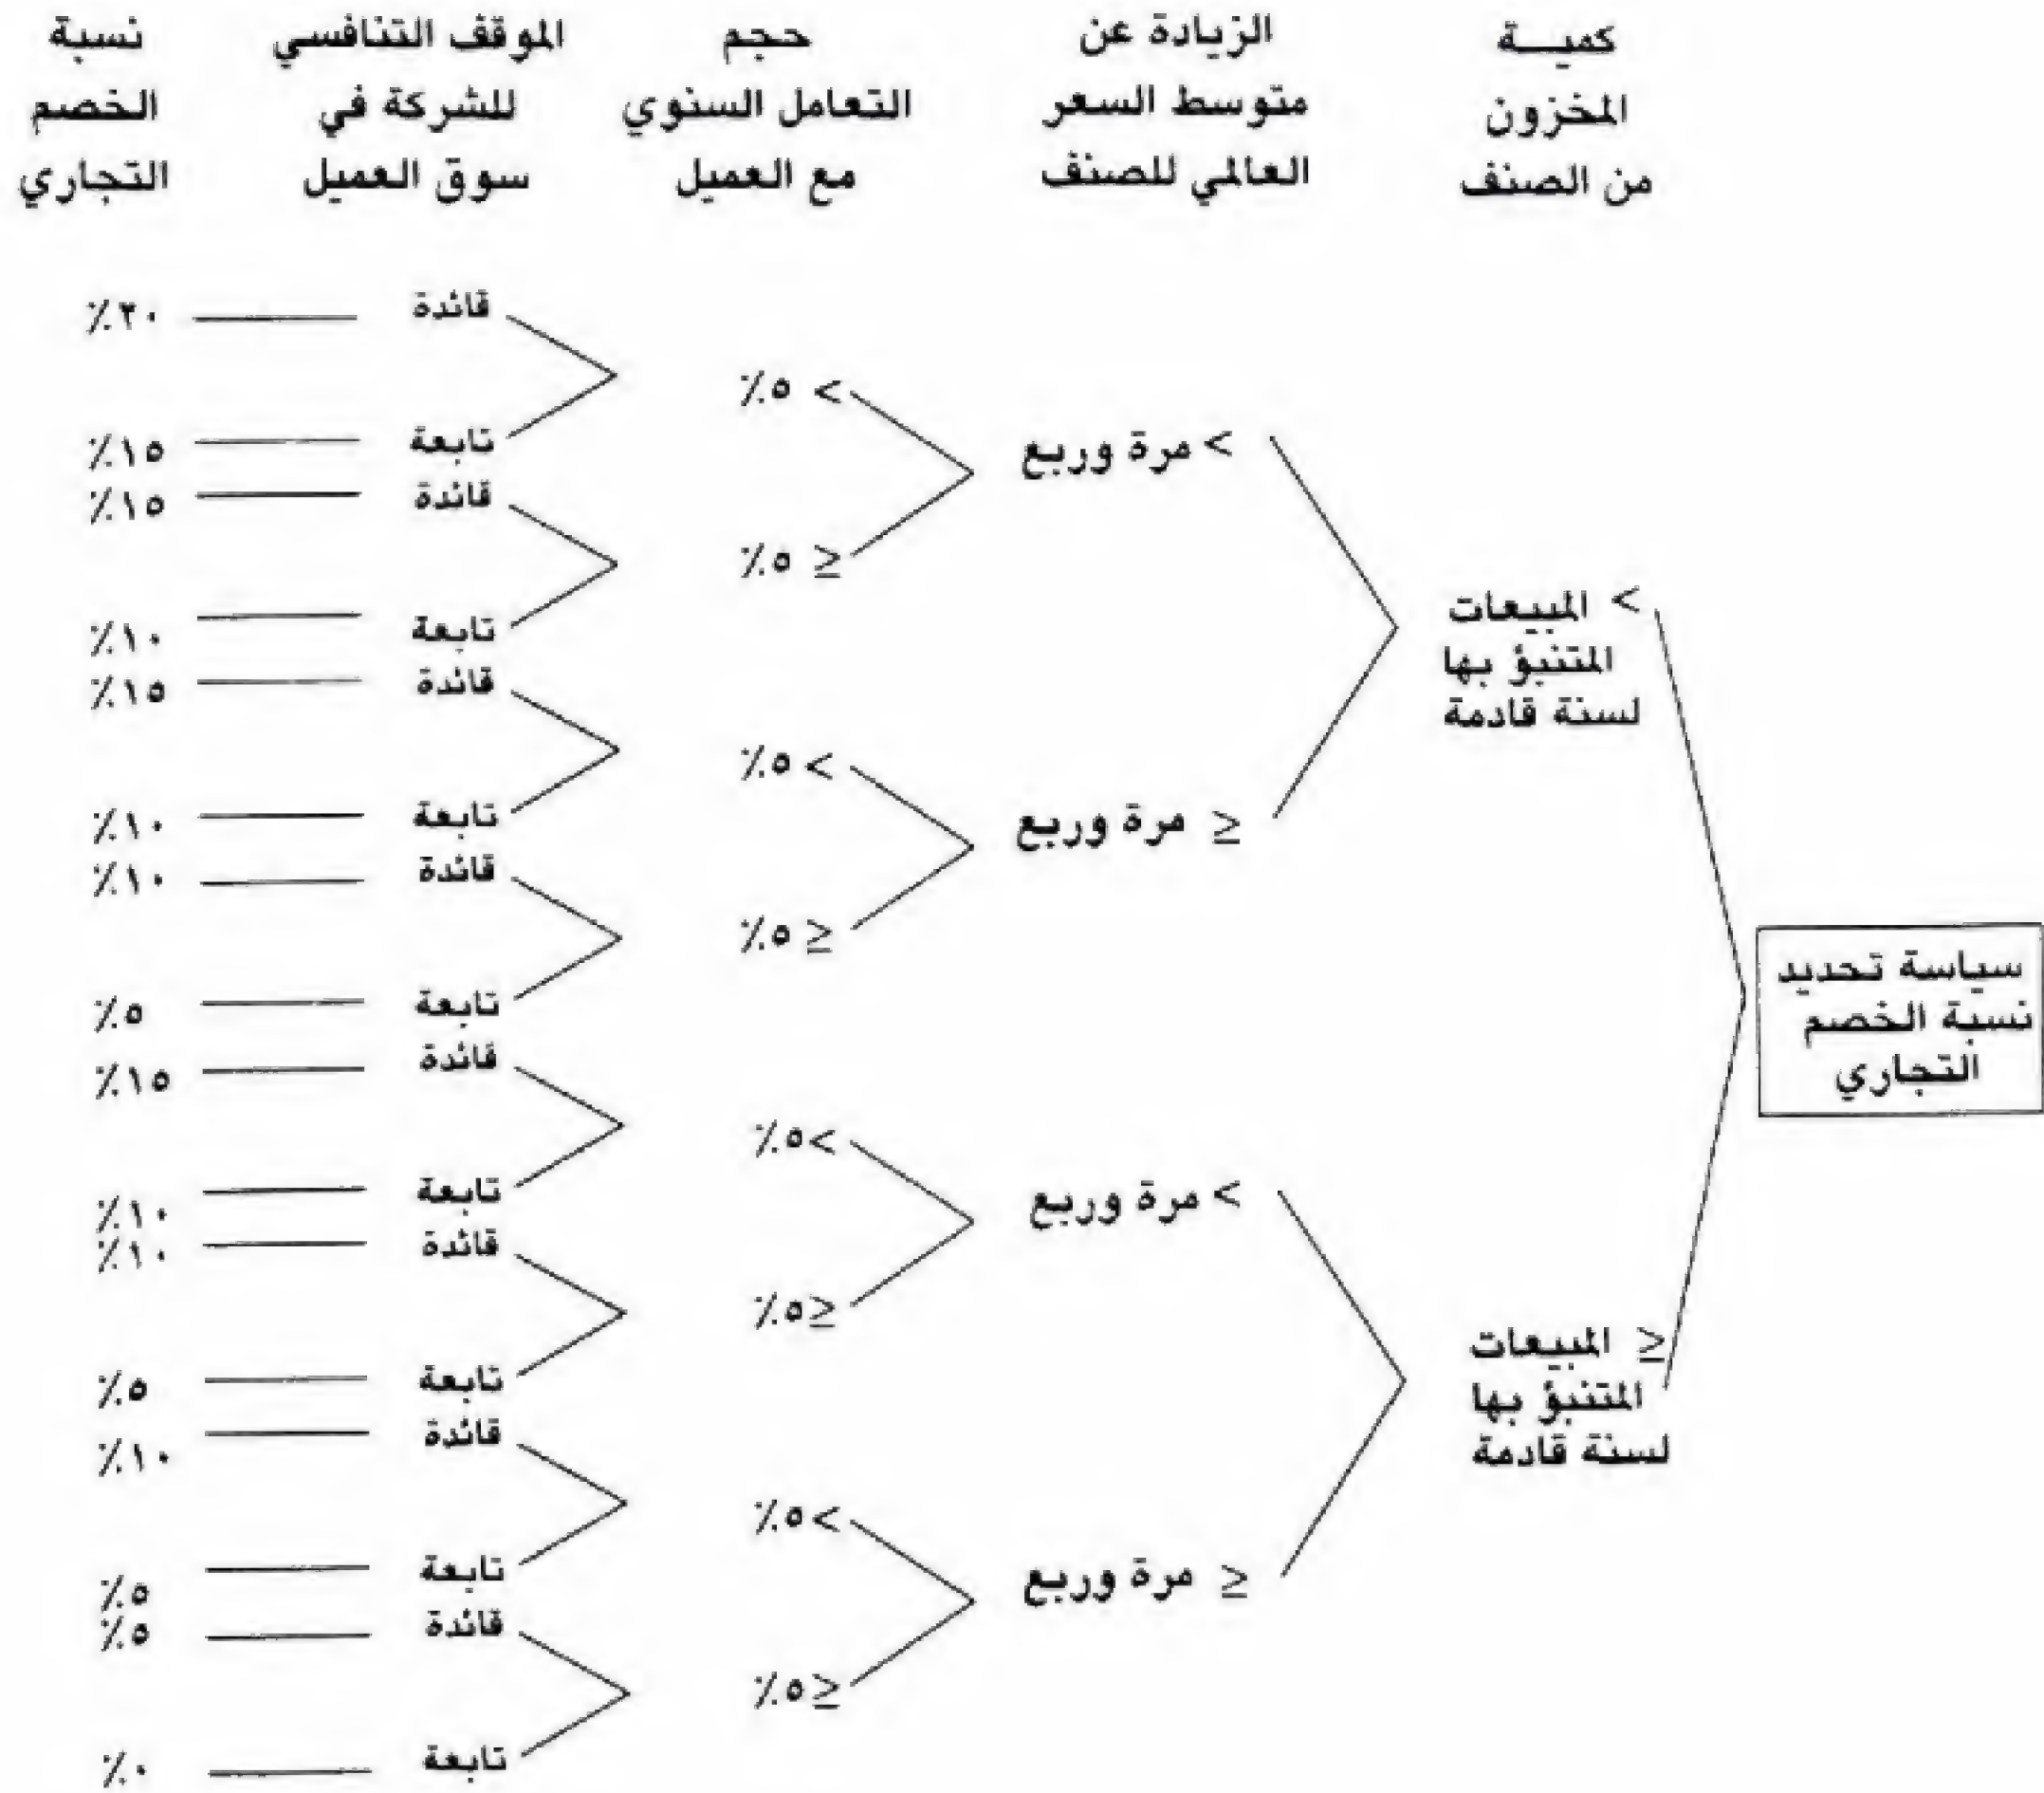 كميـــة
المخزون
من الصنف
الزيادة عن
متوسط السعر
العالمي للصنف
حجم
التعامل السنوي
مع العميل
الموقف التنافسي
للشركة في
سوق العميل
نسبة
الخصم
التجاري
سياسة تحديد
نسبة الخصم
التجاري
> المبيعات
المتنبؤ بها
لسنة قادمة
≥ المبيعات
المتنبؤ بها
لسنة قادمة
> مرة وربع
≥ مرة وربع
> مرة وربع
≥ مرة وربع
> ٥٪
≥ ٥٪
> ٥٪
≥ ٥٪
> ٥٪
≥ ٥٪
> ٥٪
≥ ٥٪
قائدة ٢٠٪
تابعة ١٥٪
قائدة ١٥٪
تابعة ١٠٪
قائدة ١٥٪
تابعة ١٠٪
قائدة ١٠٪
تابعة ٥٪
قائدة ١٥٪
تابعة ١٠٪
قائدة ١٠٪
تابعة ٥٪
قائدة ١٠٪
تابعة ٥٪
قائدة ٥٪
تابعة ٠٪